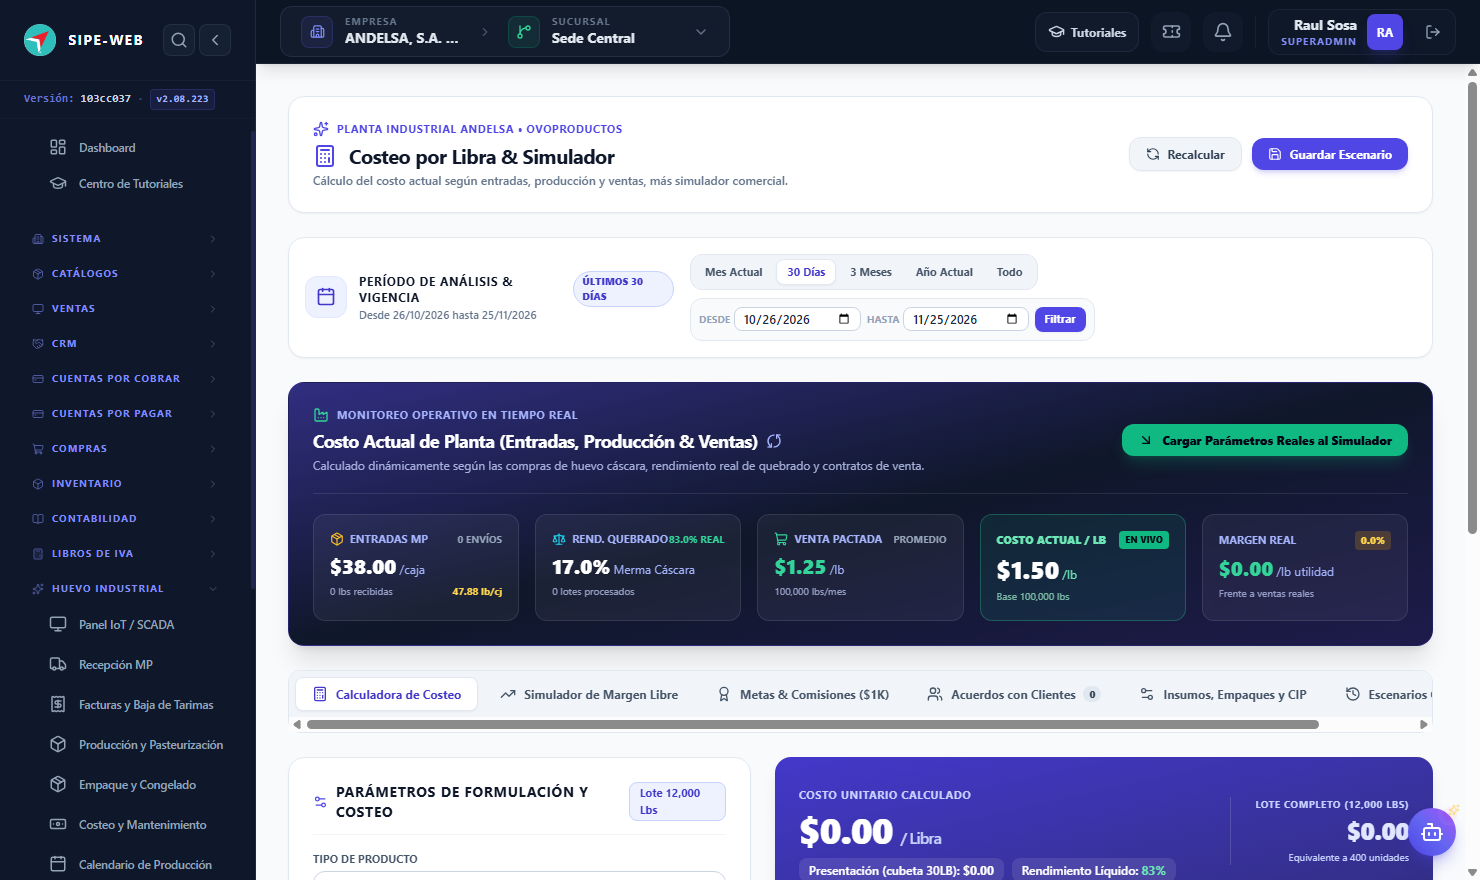 SIPE-WEB
EMPRESA
ANDELSA, S.A. ...
SUCURSAL
Sede Central
Tutoriales
Raul Sosa
SUPERADMIN
RA
Versión: 103cc037 · v2.08.223
Dashboard
Centro de Tutoriales
SISTEMA
CATÁLOGOS
VENTAS
CRM
CUENTAS POR COBRAR
CUENTAS POR PAGAR
COMPRAS
INVENTARIO
CONTABILIDAD
LIBROS DE IVA
HUEVO INDUSTRIAL
Panel IoT / SCADA
Recepción MP
Facturas y Baja de Tarimas
Producción y Pasteurización
Empaque y Congelado
Costeo y Mantenimiento
Calendario de Producción
PLANTA INDUSTRIAL ANDELSA • OVOPRODUCTOS
Costeo por Libra & Simulador
Cálculo del costo actual según entradas, producción y ventas, más simulador comercial.
Recalcular
Guardar Escenario
PERÍODO DE ANÁLISIS &
VIGENCIA
Desde 26/10/2026 hasta 25/11/2026
ÚLTIMOS 30
DÍAS
Mes Actual
30 Días
3 Meses
Año Actual
Todo
DESDE 10/26/2026
HASTA 11/25/2026
Filtrar
MONITOREO OPERATIVO EN TIEMPO REAL
Costo Actual de Planta (Entradas, Producción & Ventas)
Calculado dinámicamente según las compras de huevo cáscara, rendimiento real de quebrado y contratos de venta.
Cargar Parámetros Reales al Simulador
ENTRADAS MP 0 ENVÍOS
$38.00 /caja
0 lbs recibidas 47.88 lb/cj
REND. QUEBRADO 83.0% REAL
17.0% Merma Cáscara
0 lotes procesados
VENTA PACTADA PROMEDIO
$1.25 /lb
100,000 lbs/mes
COSTO ACTUAL / LB EN VIVO
$1.50 /lb
Base 100,000 lbs
MARGEN REAL 0.0%
$0.00 /lb utilidad
Frente a ventas reales
Calculadora de Costeo
Simulador de Margen Libre
Metas & Comisiones ($1K)
Acuerdos con Clientes 0
Insumos, Empaques y CIP
Escenarios
PARÁMETROS DE FORMULACIÓN Y
COSTEO
Lote 12,000
Lbs
TIPO DE PRODUCTO
COSTO UNITARIO CALCULADO
$0.00 / Libra
Presentación (cubeta 30LB): $0.00
Rendimiento Líquido: 83%
LOTE COMPLETO (12,000 LBS)
$0.00
Equivalente a 400 unidades